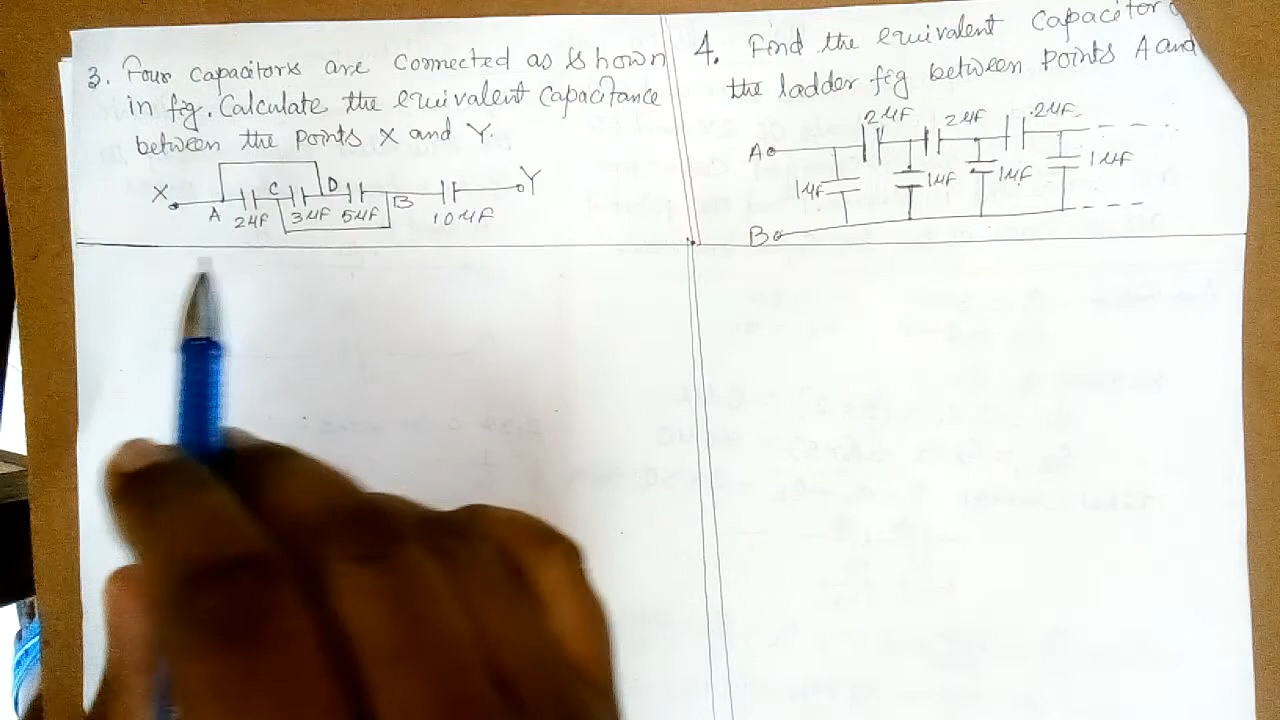 3. Four Capacitors are Connected as Shown
in fig. Calculate the equivalent Capacitance
between the Points X and Y.
X A 2μF C 3μF D 5μF B 10μF Y
4. Find the equivalent Capacitor
the ladder fig between Points A and
2μF 2μF 2μF
A
1μF 1μF 1μF 1μF
B